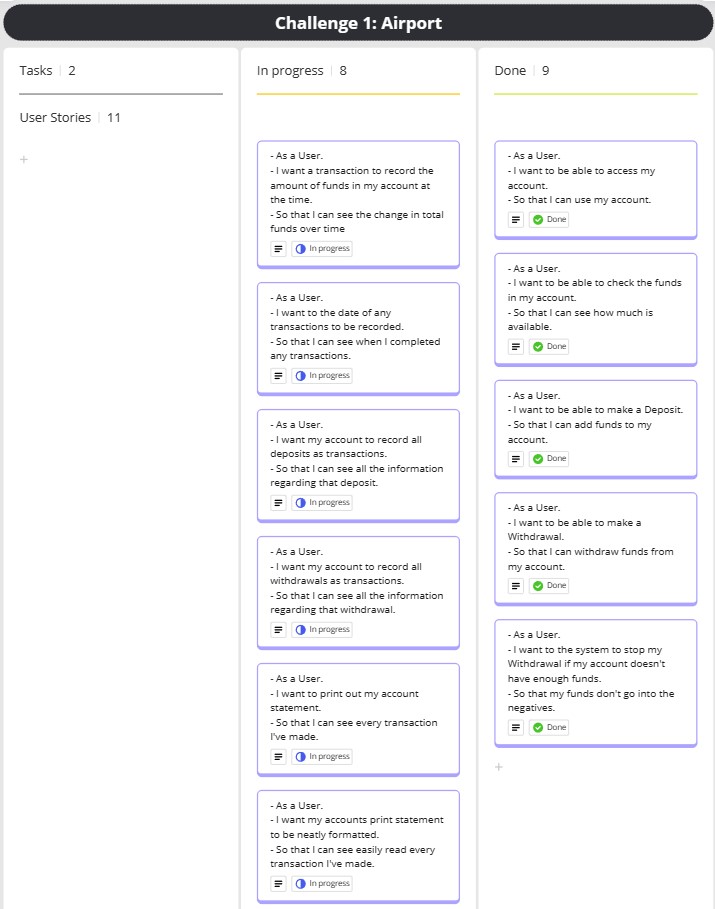 Challenge 1: Airport
Tasks | 2
User Stories | 11
+
In progress | 8
- As a User.
- I want a transaction to record the
amount of funds in my account at
the time.
- So that I can see the change in total
funds over time
In progress
- As a User.
- I want to the date of any
transactions to be recorded.
- So that I can see when I completed
any transactions.
In progress
- As a User.
- I want my account to record all
deposits as transactions.
- So that I can see all the information
regarding that deposit.
In progress
- As a User.
- I want my account to record all
withdrawals as transactions.
- So that I can see all the information
regarding that withdrawal.
In progress
- As a User.
- I want to print out my account
statement.
- So that I can see every transaction
I've made.
In progress
- As a User.
- I want my accounts print statement
to be neatly formatted.
- So that I can see easily read every
transaction I've made.
In progress
Done | 9
- As a User.
- I want to be able to access my
account.
- So that I can use my account.
Done
- As a User.
- I want to be able to check the funds
in my account.
- So that I can see how much is
available.
Done
- As a User.
- I want to be able to make a Deposit.
- So that I can add funds to my
account.
Done
- As a User.
- I want to be able to make a
Withdrawal.
- So that I can withdraw funds from
my account.
Done
- As a User.
- I want to the system to stop my
Withdrawal if my account doesn't
have enough funds.
- So that my funds don't go into the
negatives.
Done
+